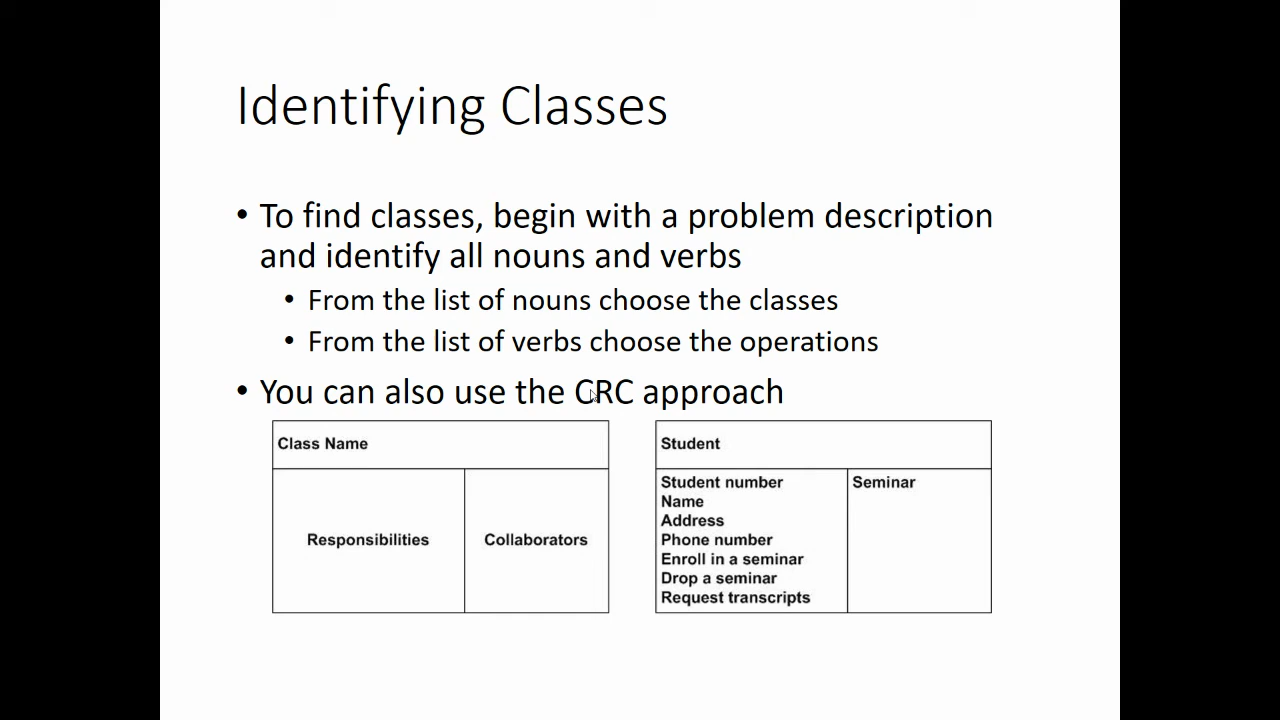 Identifying Classes
• To find classes, begin with a problem description
and identify all nouns and verbs
• From the list of nouns choose the classes
• From the list of verbs choose the operations
• You can also use the CRC approach
Class Name
Responsibilities
Collaborators
Student
Student number
Name
Address
Phone number
Enroll in a seminar
Drop a seminar
Request transcripts
Seminar